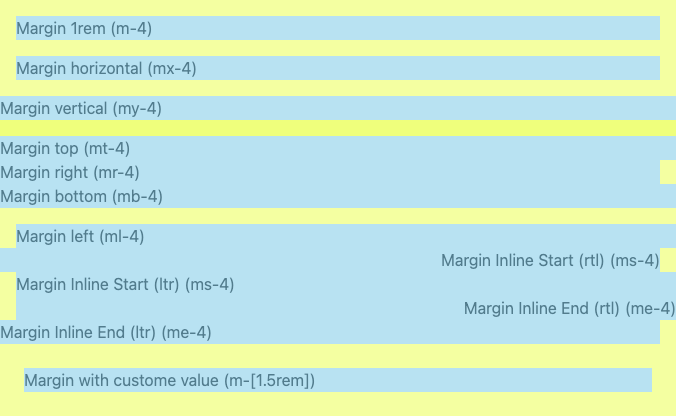 Margin 1rem (m-4)
Margin horizontal (mx-4)
Margin vertical (my-4)
Margin top (mt-4)
Margin right (mr-4)
Margin bottom (mb-4)
Margin left (ml-4)
Margin Inline Start (rtl) (ms-4)
Margin Inline Start (ltr) (ms-4)
Margin Inline End (rtl) (me-4)
Margin Inline End (ltr) (me-4)
Margin with custome value (m-[1.5rem])